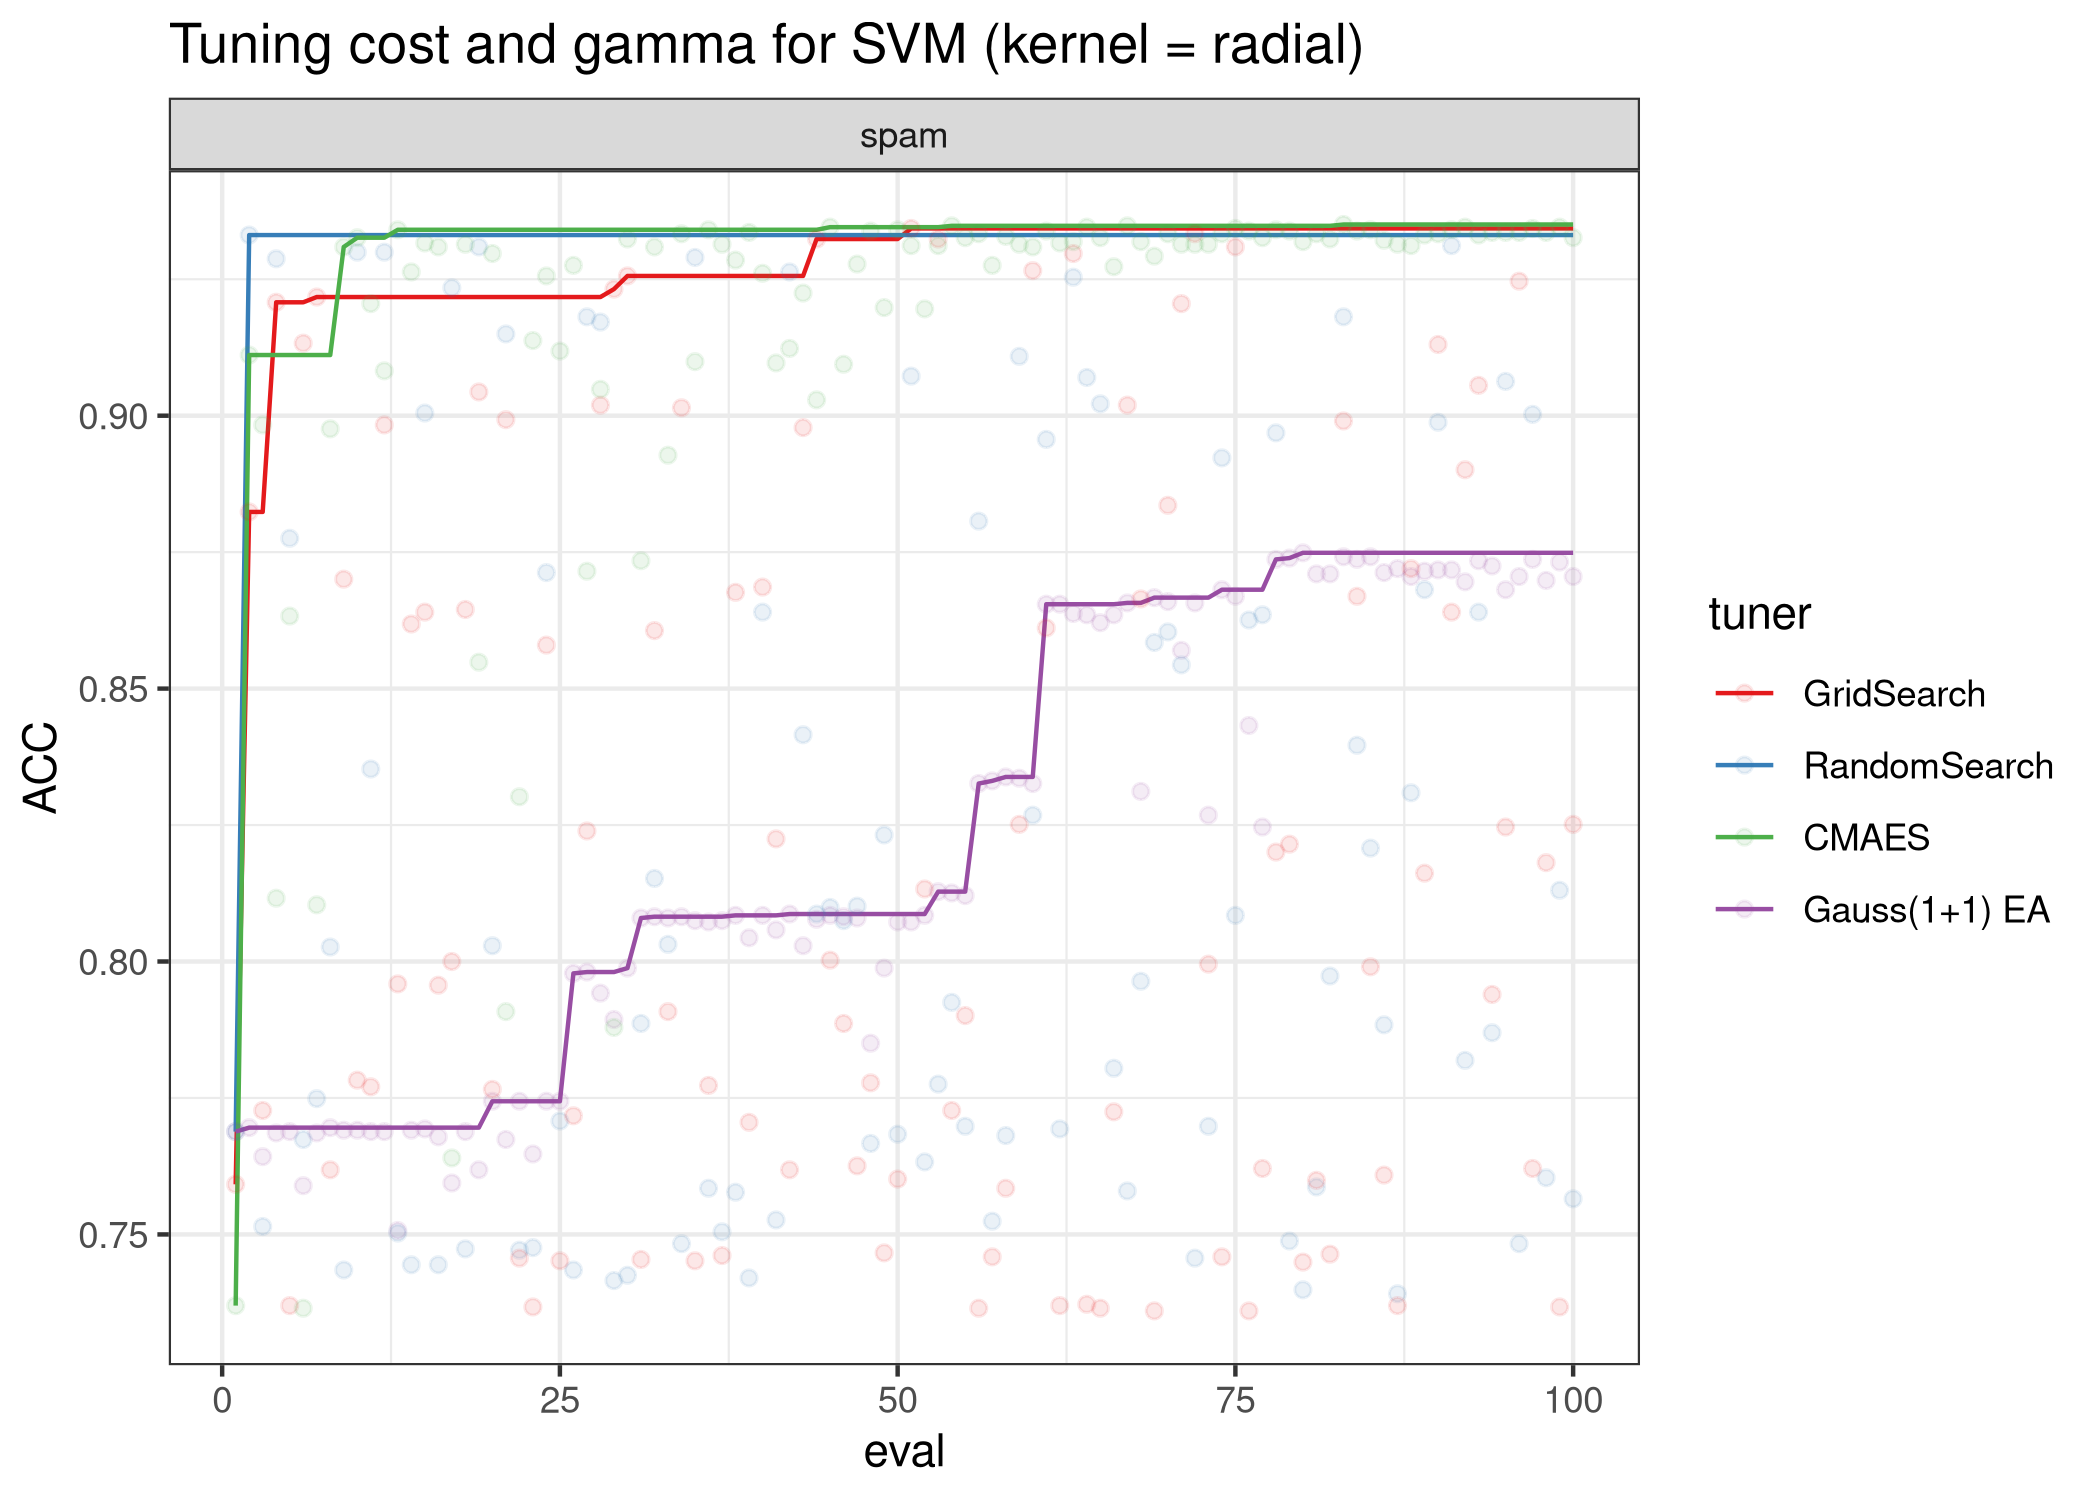 Tuning cost and gamma for SVM (kernel = radial)
spam
0.90
0.85
0.80
0.75
ACC
0 25 50 75 100
eval
tuner
GridSearch
RandomSearch
CMAES
Gauss(1+1) EA